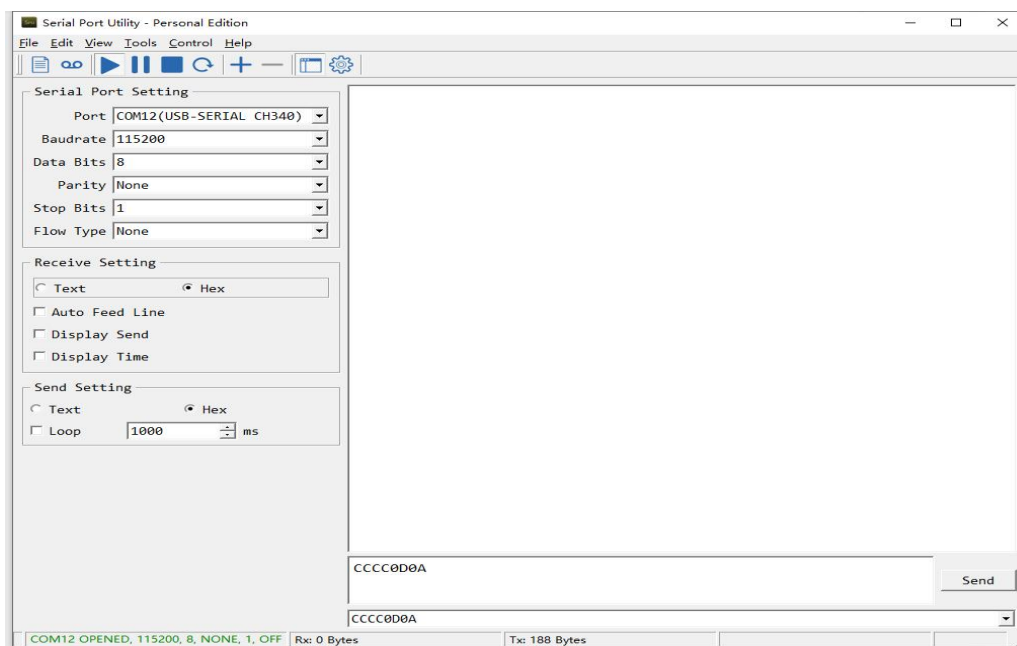 Serial Port Utility - Personal Edition
File Edit View Tools Control Help
Serial Port Setting
Port COM12(USB-SERIAL CH340)
Baudrate 115200
Data Bits 8
Parity None
Stop Bits 1
Flow Type None
Receive Setting
Text Hex
Auto Feed Line
Display Send
Display Time
Send Setting
Text Hex
Loop 1000 ms
CCCC0D0A
Send
CCCC0D0A
COM12 OPENED, 115200, 8, NONE, 1, OFF Rx: 0 Bytes Tx: 188 Bytes